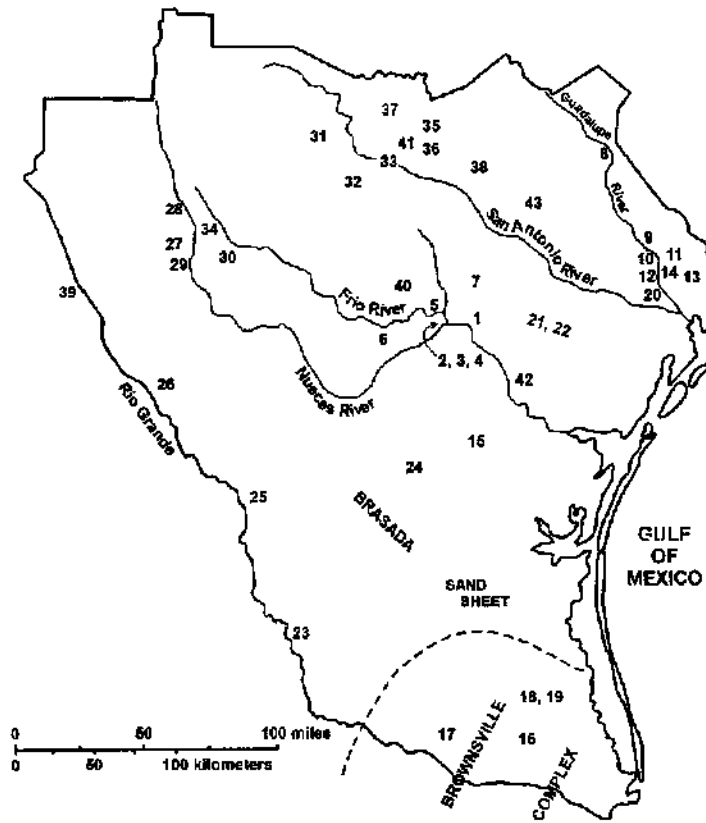 37
35
Guadalupe
31
41
36
8
33
38
32
River
43
28
34
San Antonio River
9
27
30
10
11
29
12
14
13
7
20
39
40
Frio River
5
1
21, 22
6
2, 3, 4
Nueces River
42
26
Rio Grande
15
24
25
BRASADA
GULF
OF
MEXICO
SAND
SHEET
23
18, 19
17
16
BROWNSVILLE
COMPLEX
0 50 100 miles
0 50 100 kilometers